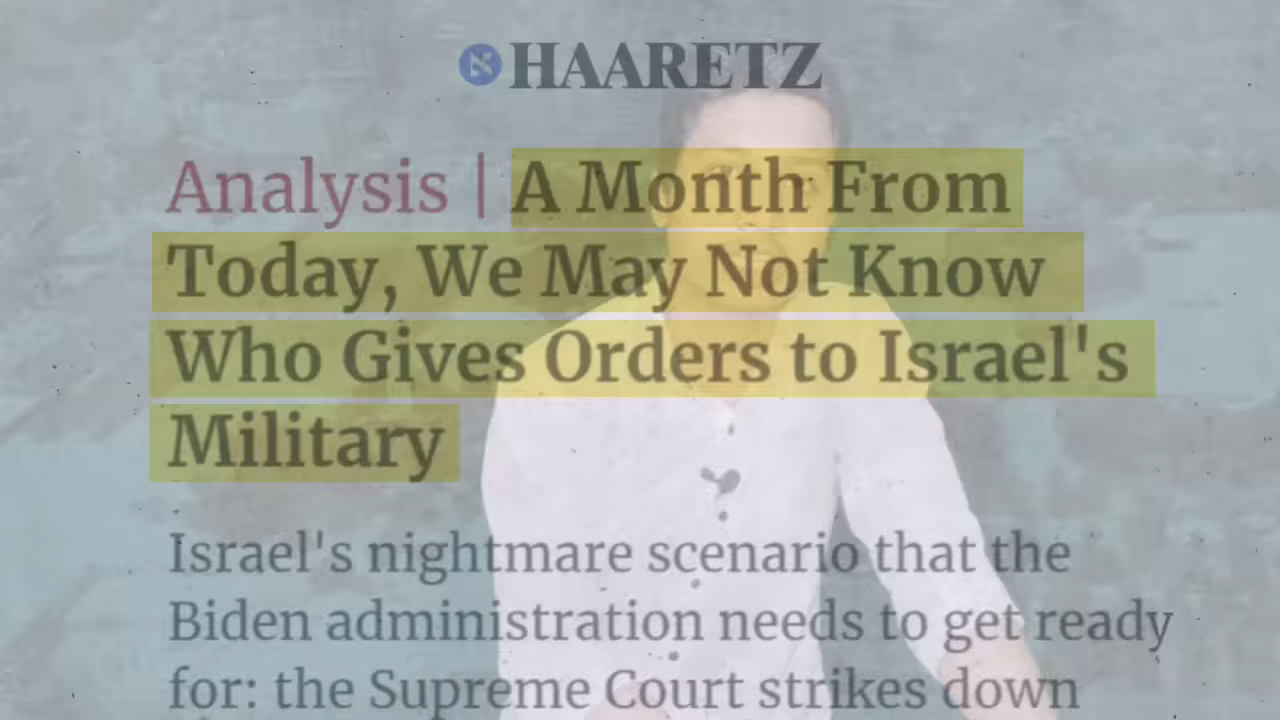 HAARETZ
Analysis | A Month From
Today, We May Not Know
Who Gives Orders to Israel's
Military
Israel's nightmare scenario that the
Biden administration needs to get ready
for: the Supreme Court strikes down